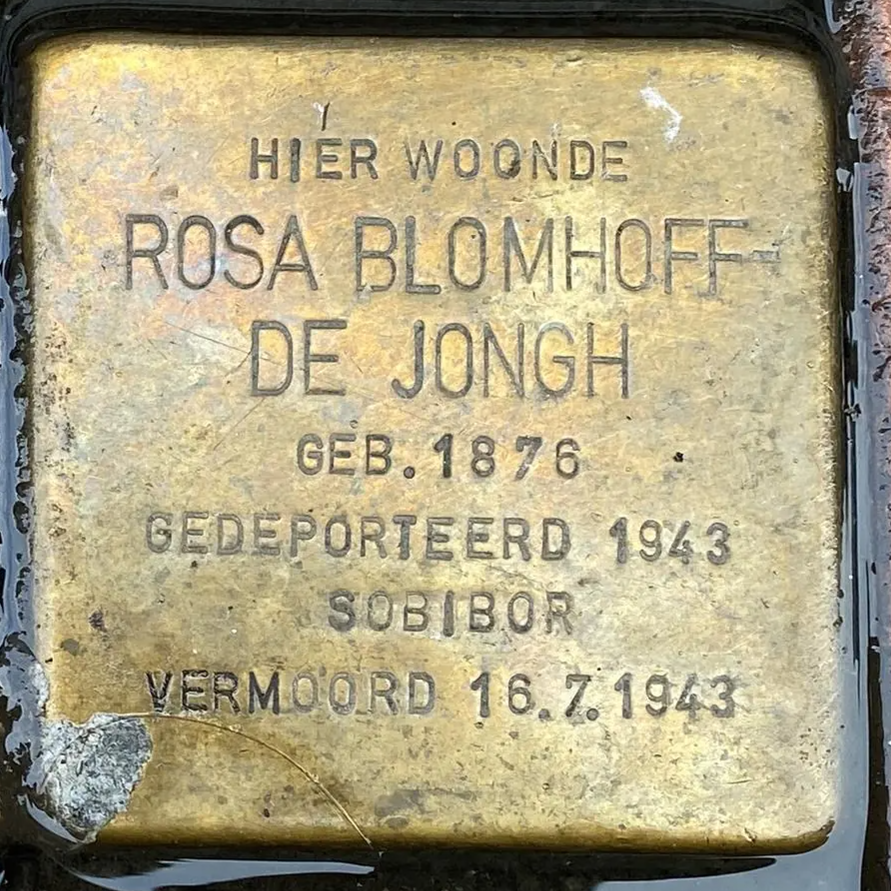 HIER WOONDE
ROSA BLOMHOFF-
DE JONGH
GEB.1876
GEDEPORTEERD 1943
SOBIBOR
VERMOORD 16.7.1943